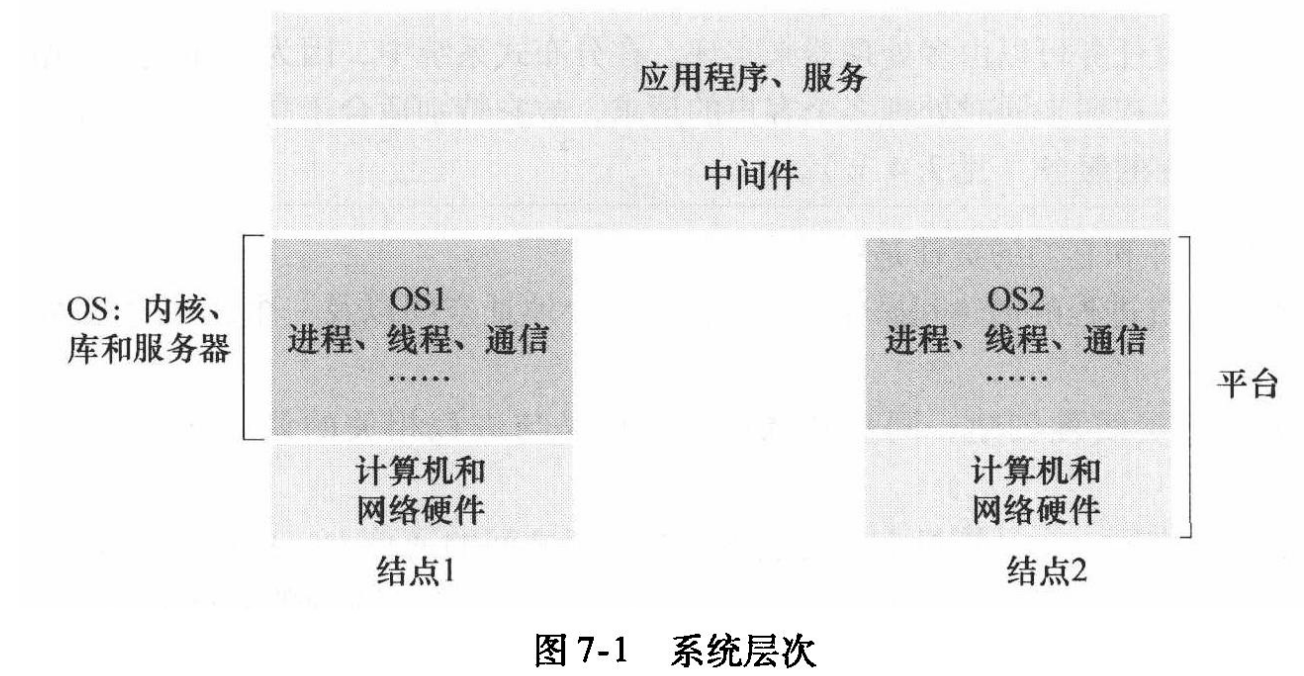 应用程序、服务
中间件
OS：内核、
库和服务器
OS1
进程、线程、通信
……
OS2
进程、线程、通信
……
平台
计算机和
网络硬件
计算机和
网络硬件
结点1
结点2
图 7-1 系统层次